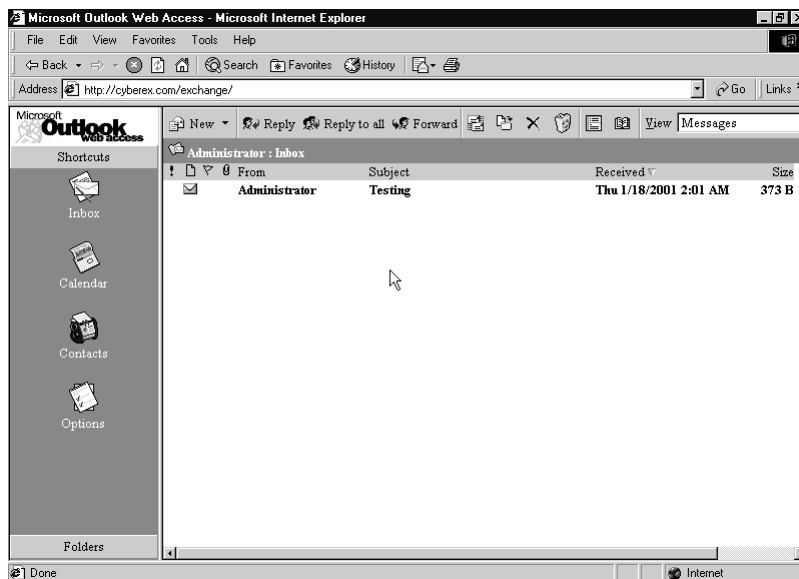 Microsoft Outlook Web Access - Microsoft Internet Explorer
File Edit View Favorites Tools Help
Back Search Favorites History
Address http://cyberex.com/exchange/ Go Links
Microsoft
Outlook
web access
New Reply Reply to all Forward View Messages
Shortcuts
Administrator : Inbox
! From Subject Received Size
Administrator Testing Thu 1/18/2001 2:01 AM 373 B
Inbox
Calendar
Contacts
Options
Folders
Done Internet